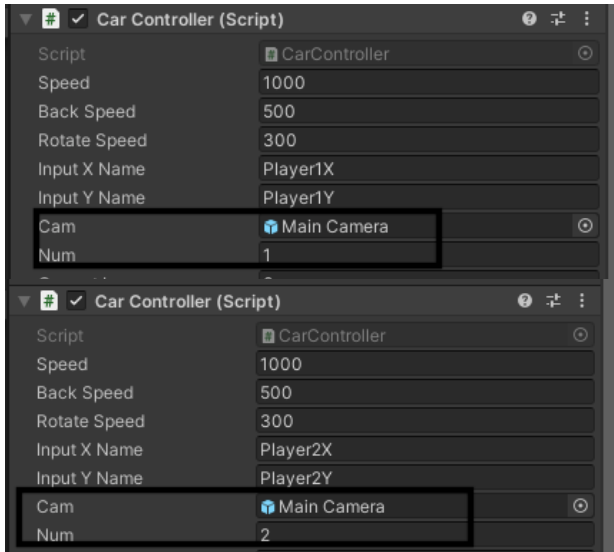 Car Controller (Script)
Script CarController
Speed 1000
Back Speed 500
Rotate Speed 300
Input X Name Player1X
Input Y Name Player1Y
Cam Main Camera
Num 1
Car Controller (Script)
Script CarController
Speed 1000
Back Speed 500
Rotate Speed 300
Input X Name Player2X
Input Y Name Player2Y
Cam Main Camera
Num 2